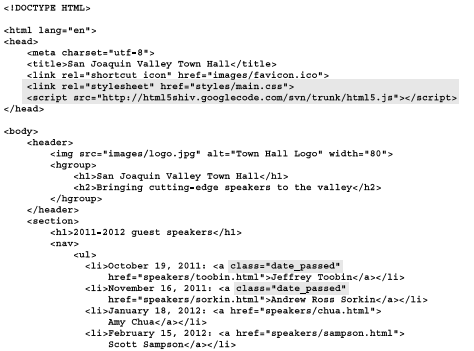 <!DOCTYPE HTML>
<html lang="en">
<head>
    <meta charset="utf-8">
    <title>San Joaquin Valley Town Hall</title>
    <link rel="shortcut icon" href="images/favicon.ico">
    <link rel="stylesheet" href="styles/main.css">
    <script src="http://html5shiv.googlecode.com/svn/trunk/html5.js"></script>
</head>
<body>
    <header>
        <img src="images/logo.jpg" alt="Town Hall Logo" width="80">
        <hgroup>
            <h1>San Joaquin Valley Town Hall</h1>
            <h2>Bringing cutting-edge speakers to the valley</h2>
        </hgroup>
    </header>
    <section>
        <h1>2011-2012 guest speakers</h1>
        <nav>
            <ul>
              <li>October 19, 2011: <a class="date_passed"
                  href="speakers/toobin.html">Jeffrey Toobin</a></li>
              <li>November 16, 2011: <a class="date_passed"
                  href="speakers/sorkin.html">Andrew Ross Sorkin</a></li>
              <li>January 18, 2012: <a href="speakers/chua.html">
                  Amy Chua</a></li>
              <li>February 15, 2012: <a href="speakers/sampson.html">
                  Scott Sampson</a></li>